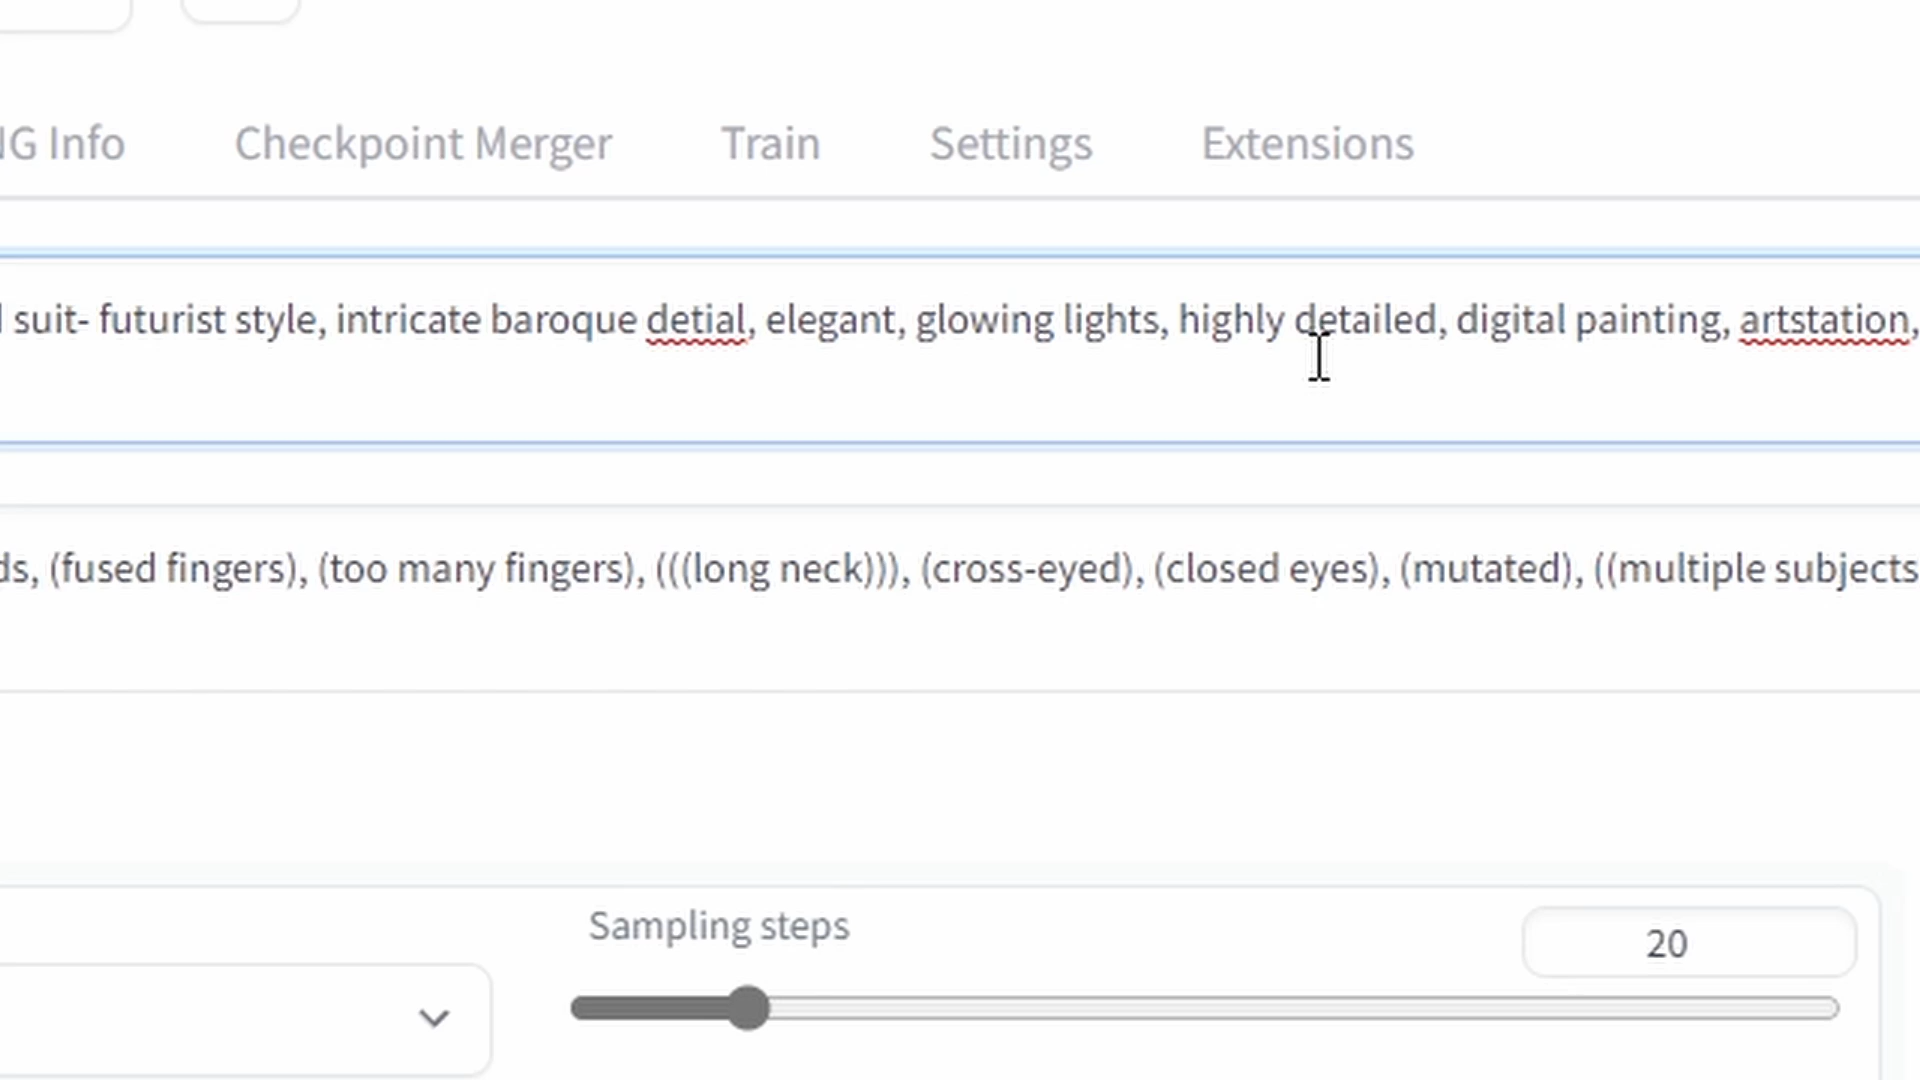 NG Info Checkpoint Merger Train Settings Extensions
suit- futurist style, intricate baroque detial, elegant, glowing lights, highly detailed, digital painting, artstation,
ds, (fused fingers), (too many fingers), (((long neck))), (cross-eyed), (closed eyes), (mutated), ((multiple subjects
Sampling steps
20